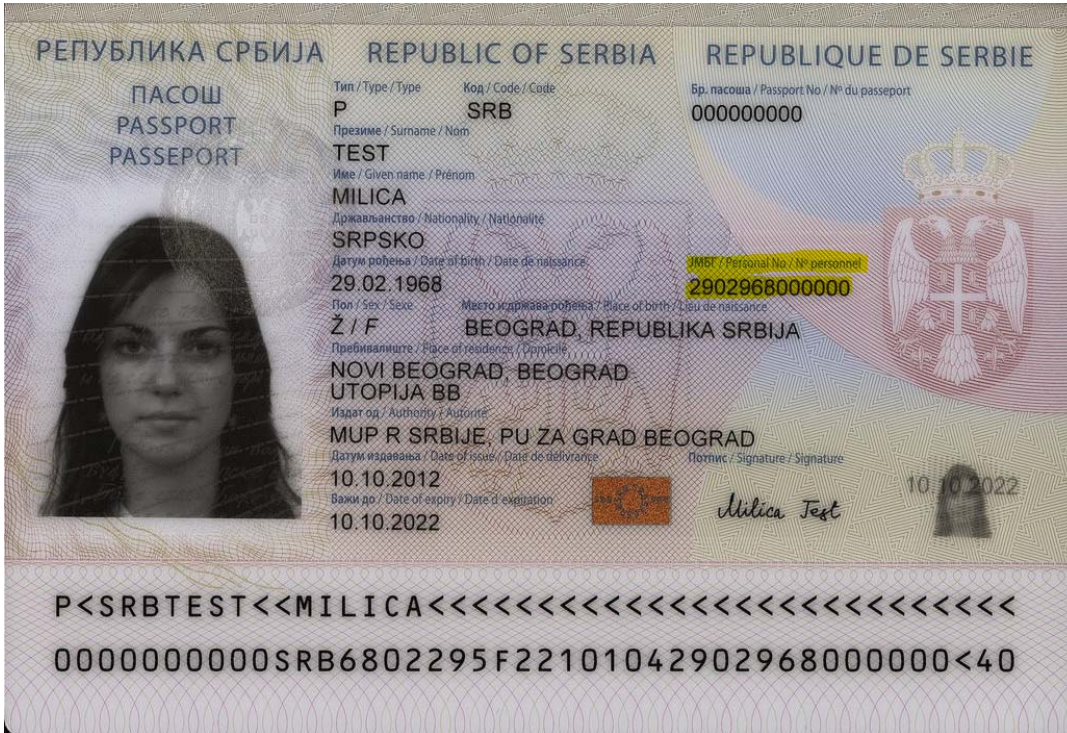 РЕПУБЛИКА СРБИЈА REPUBLIC OF SERBIA REPUBLIQUE DE SERBIE
ПАСОШ
PASSPORT
PASSEPORT
Тип / Type / Type Код / Code / Code Бр. пасоша / Passport No / Nº du passeport
P SRB 000000000
Презиме / Surname / Nom
TEST
Име / Given name / Prénom
MILICA
Држављанство / Nationality / Nationalité
SRPSKO
Датум рођења / Date of birth / Date de naissance ЈМБГ / Personal No / Nº personnel
29.02.1968 2902968000000
Пол / Sex / Sexe Место и држава рођења / Place of birth / Lieu de naissance
Ž / F BEOGRAD, REPUBLIKA SRBIJA
Пребивалиште / Place of residence / Domicile
NOVI BEOGRAD, BEOGRAD
UTOPIJA BB
Издат од / Authority / Autorité
MUP R SRBIJE, PU ZA GRAD BEOGRAD
Датум издавања / Date of issue / Date de délivrance Потпис / Signature / Signature
10.10.2012
Важи до / Date of expiry / Date d'expiration
10.10.2022 Milica Test 10 10 2022
P<SRBTEST<<MILICA<<<<<<<<<<<<<<<<<<<<<<<<<<<
0000000000SRB6802295F22101042902968000000<40